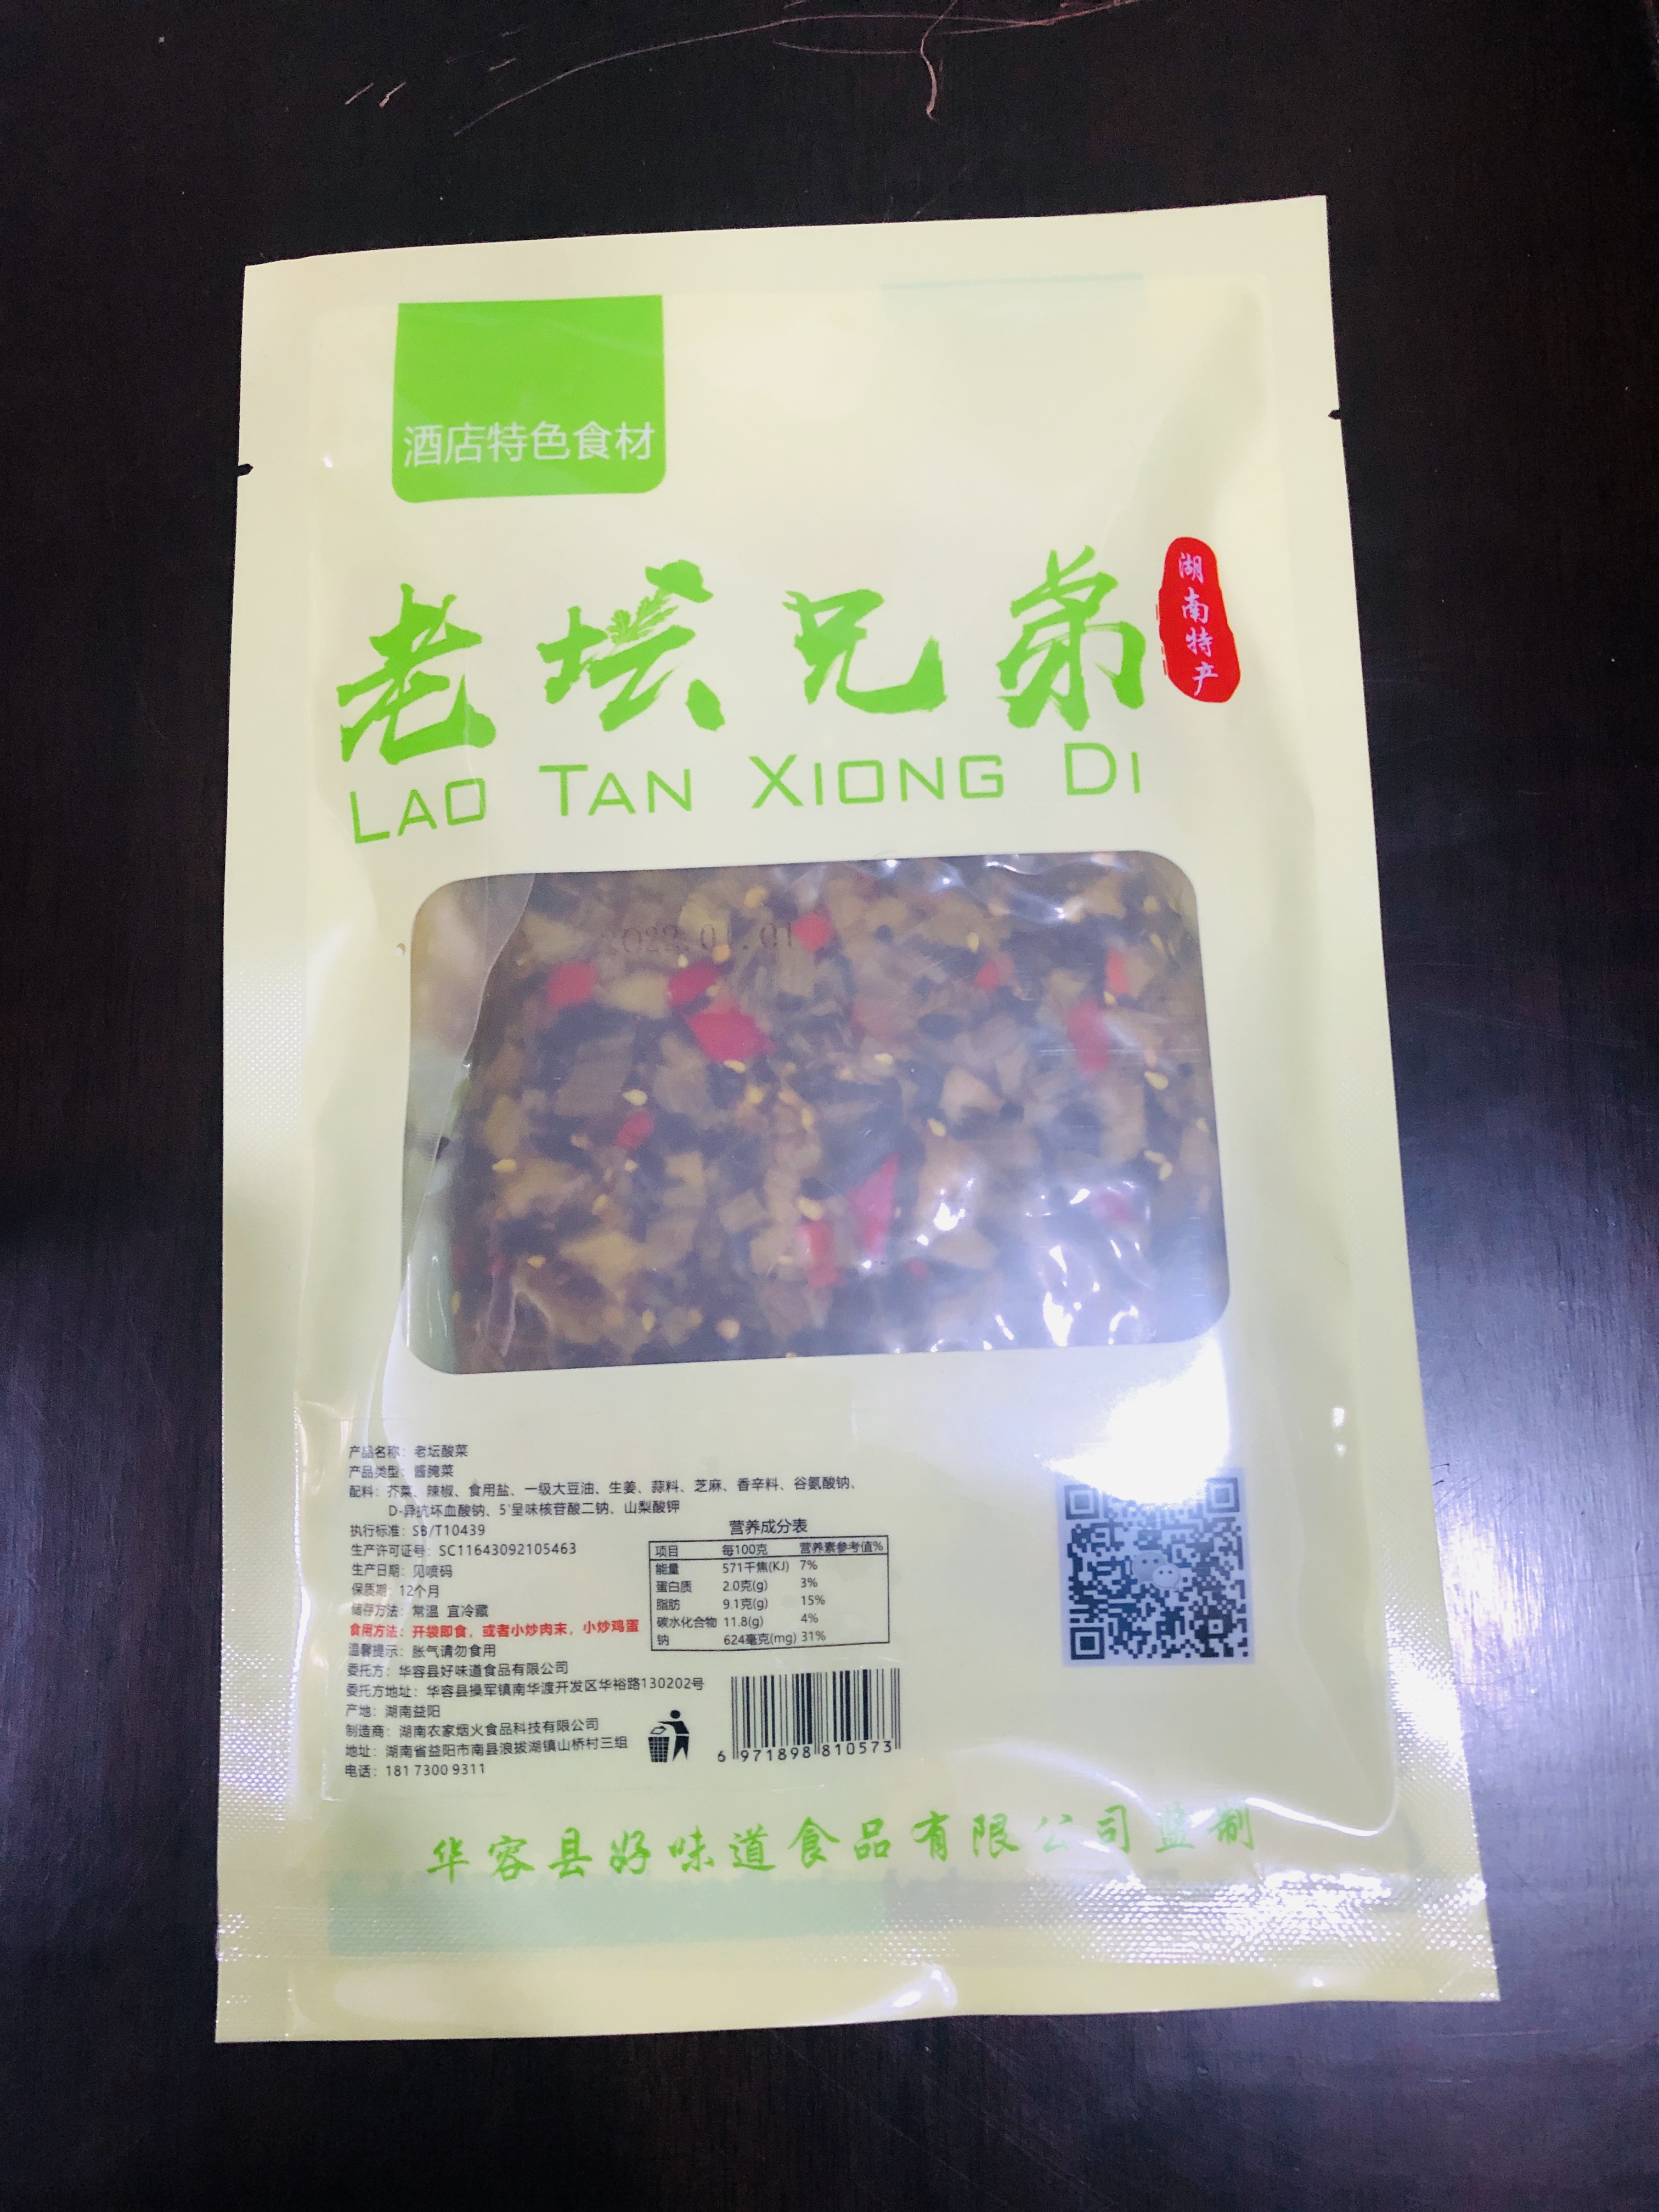 酒店特色食材
老坛兄弟
湖南特产
LAO TAN XIONG DI
2022.01.01
产品名称：老坛酸菜
产品类型：酱腌菜
配料：芥菜、辣椒、食用盐、一级大豆油、生姜、蒜料、芝麻、香辛料、谷氨酸钠、
D-异抗坏血酸钠、5'呈味核苷酸二钠、山梨酸钾
执行标准：SB/T10439
生产许可证号：SC11643092105463
生产日期：见喷码
保质期：12个月
储存方法：常温 宜冷藏
食用方法：开袋即食，或者小炒肉末，小炒鸡蛋
温馨提示：胀气请勿食用
委托方：华容县好味道食品有限公司
委托方地址：华容县操军镇南华渡开发区华裕路130202号
产地：湖南益阳
制造商：湖南农家烟火食品科技有限公司
地址：湖南省益阳市南县浪拔湖镇山桥村三组
电话：181 7300 9311
营养成分表
项目 每100克 营养素参考值%
能量 571千焦(KJ) 7%
蛋白质 2.0克(g) 3%
脂肪 9.1克(g) 15%
碳水化合物 11.8(g) 4%
钠 624毫克(mg) 31%
6 971898 810573
华容县好味道食品有限公司监制